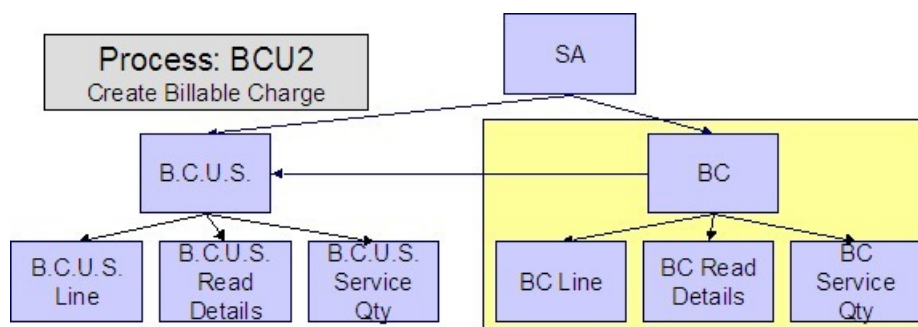 Process: BCU2
Create Billable Charge
SA
B.C.U.S.
BC
B.C.U.S.
Line
B.C.U.S.
Read
Details
B.C.U.S.
Service
Qty
BC Line
BC Read
Details
BC
Service
Qty